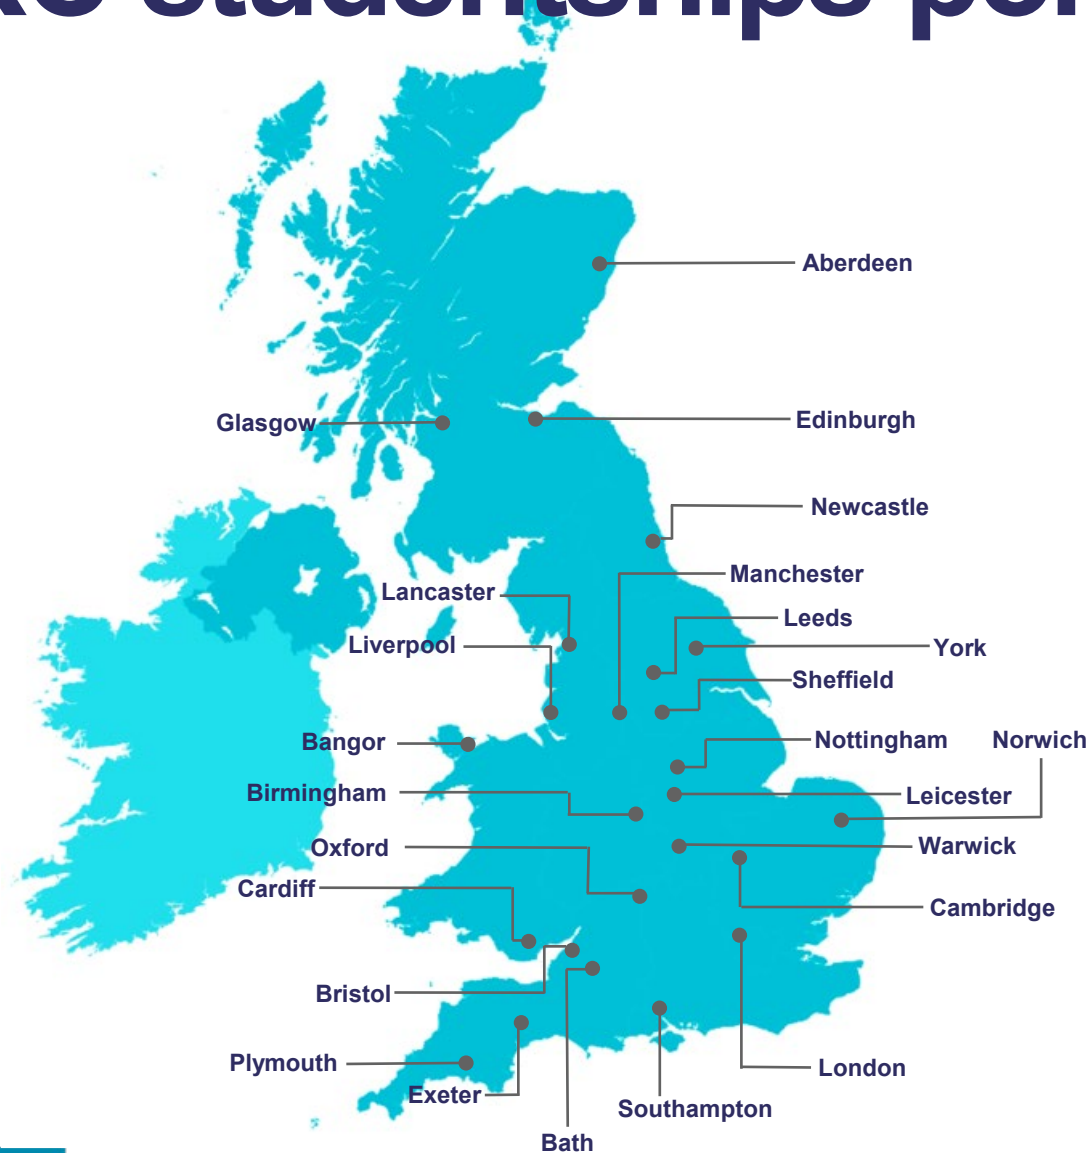 studentships
Aberdeen
Glasgow
Edinburgh
Newcastle
Manchester
Lancaster
Leeds
Liverpool
York
Sheffield
Bangor
Nottingham
Norwich
Birmingham
Leicester
Oxford
Warwick
Cardiff
Cambridge
Bristol
Plymouth
London
Exeter
Southampton
Bath